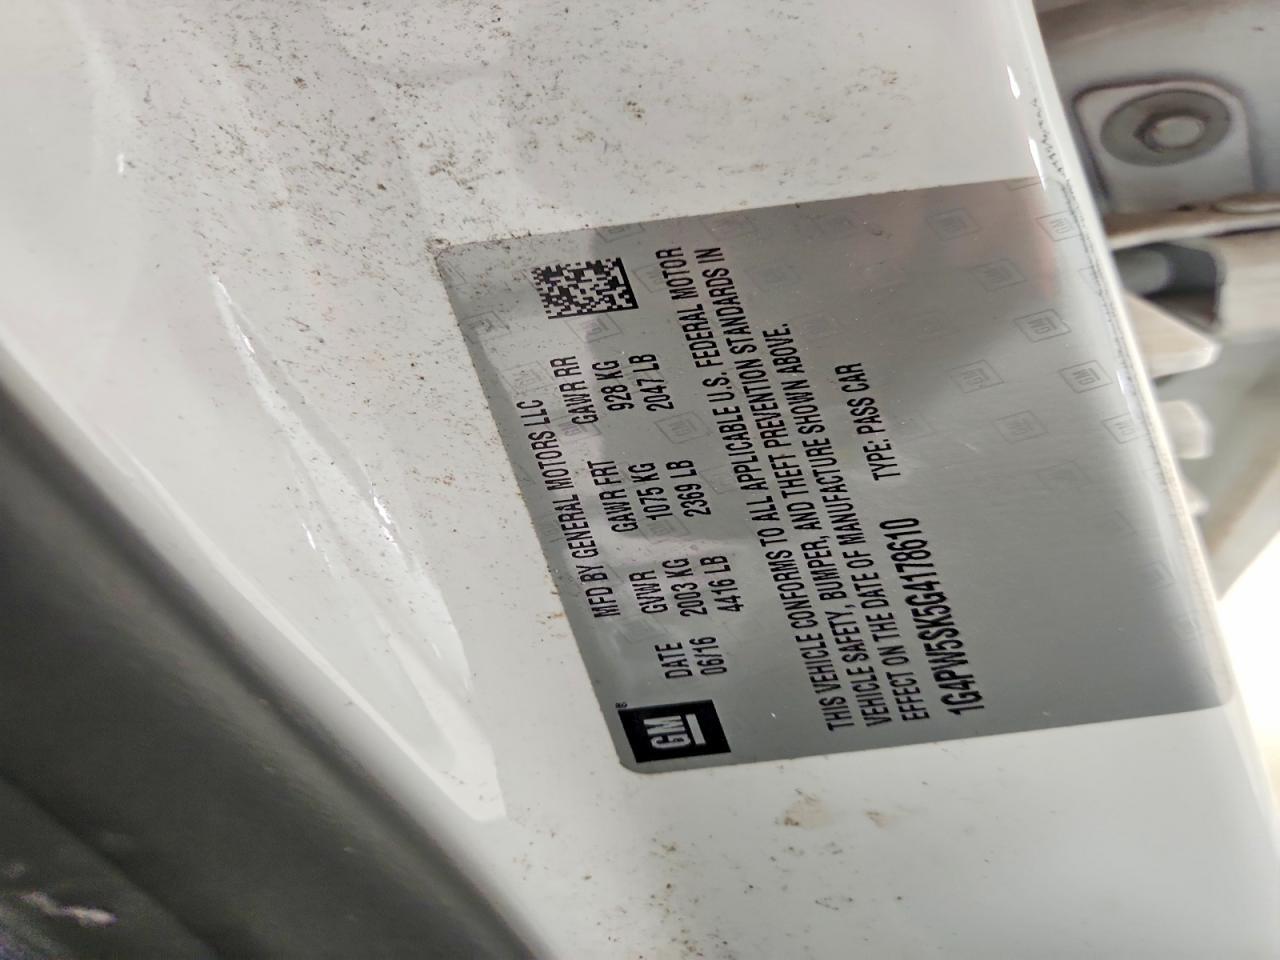 MFD BY GENERAL MOTORS LLC
DATE GVWR GAWR FRT GAWR RR
06/16 2003 KG 1075 KG 928 KG
4416 LB 2369 LB 2047 LB
GM®
THIS VEHICLE CONFORMS TO ALL APPLICABLE U.S. FEDERAL MOTOR
VEHICLE SAFETY, BUMPER, AND THEFT PREVENTION STANDARDS IN
EFFECT ON THE DATE OF MANUFACTURE SHOWN ABOVE.
1G4PW5SK5G4178610 TYPE: PASS CAR